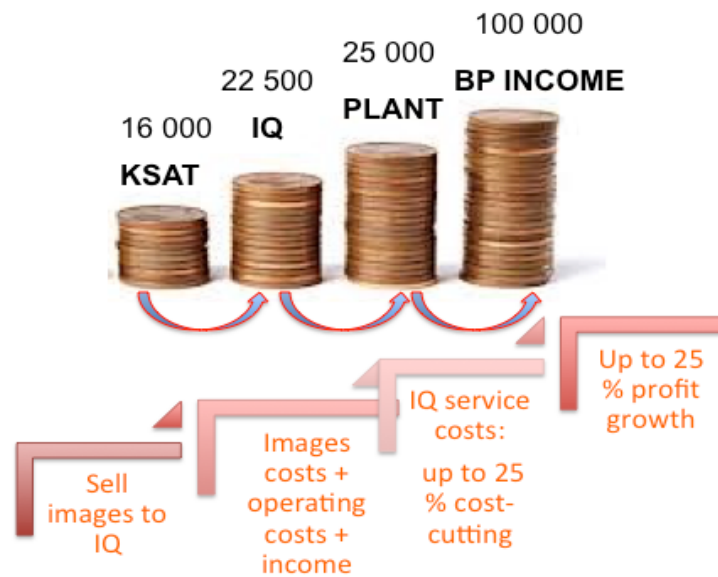 16 000
KSAT
22 500
IQ
25 000
PLANT
100 000
BP INCOME
Sell
images to
IQ
Images
costs +
operating
costs +
income
IQ service
costs:
up to 25
% cost-
cutting
Up to 25
% profit
growth